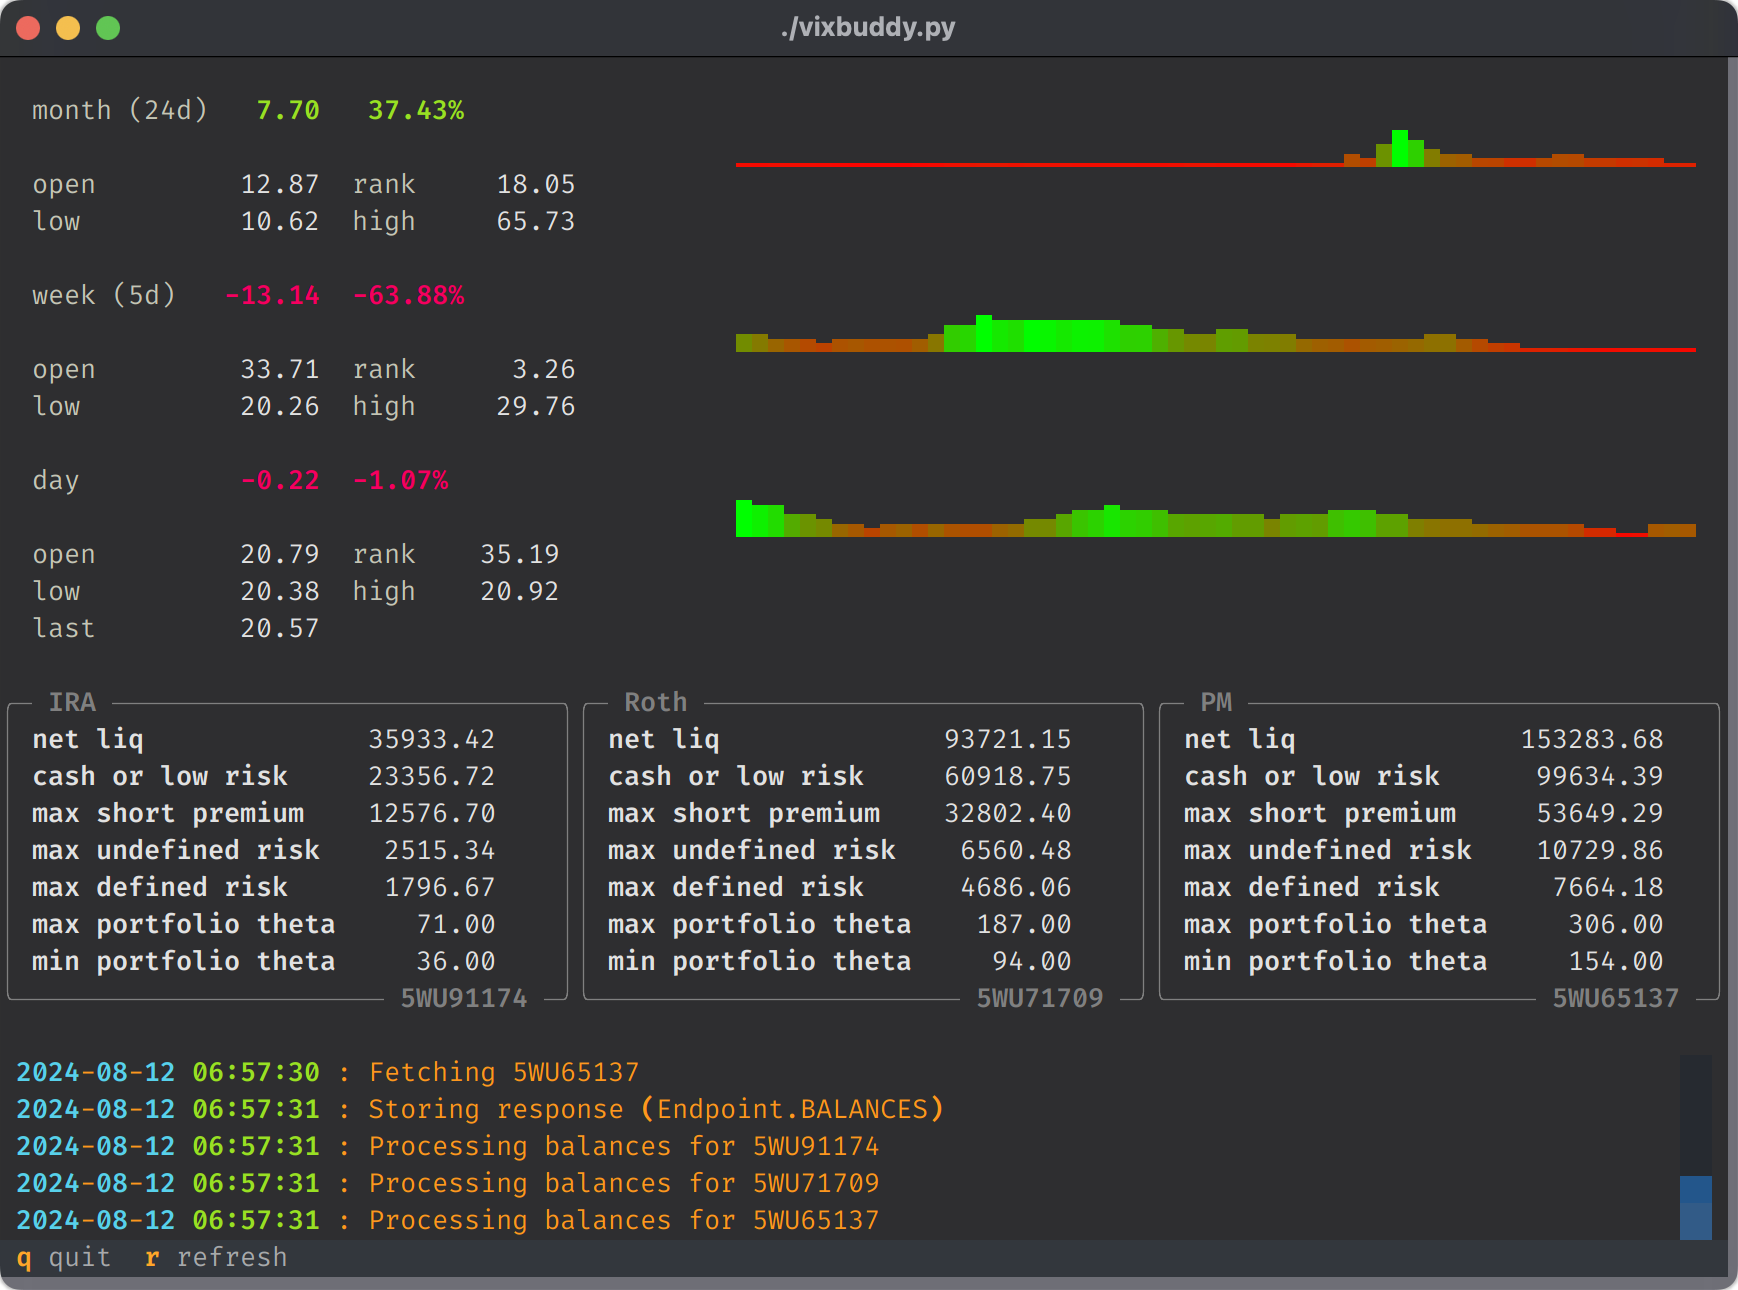 ./vixbuddy.py
month (24d) 7.70 37.43%
open 12.87 rank 18.05
low 10.62 high 65.73
week (5d) -13.14 -63.88%
open 33.71 rank 3.26
low 20.26 high 29.76
day -0.22 -1.07%
open 20.79 rank 35.19
low 20.38 high 20.92
last 20.57
IRA
net liq 35933.42
cash or low risk 23356.72
max short premium 12576.70
max undefined risk 2515.34
max defined risk 1796.67
max portfolio theta 71.00
min portfolio theta 36.00
5WU91174
Roth
net liq 93721.15
cash or low risk 60918.75
max short premium 32802.40
max undefined risk 6560.48
max defined risk 4686.06
max portfolio theta 187.00
min portfolio theta 94.00
5WU71709
PM
net liq 153283.68
cash or low risk 99634.39
max short premium 53649.29
max undefined risk 10729.86
max defined risk 7664.18
max portfolio theta 306.00
min portfolio theta 154.00
5WU65137
2024-08-12 06:57:30 : Fetching 5WU65137
2024-08-12 06:57:31 : Storing response (Endpoint.BALANCES)
2024-08-12 06:57:31 : Processing balances for 5WU91174
2024-08-12 06:57:31 : Processing balances for 5WU71709
2024-08-12 06:57:31 : Processing balances for 5WU65137
q quit r refresh